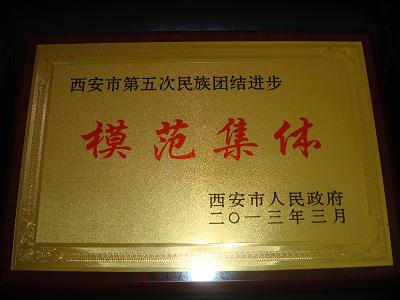 西安市第五次民族团结进步
模范集体
西安市人民政府
二〇一三年三月